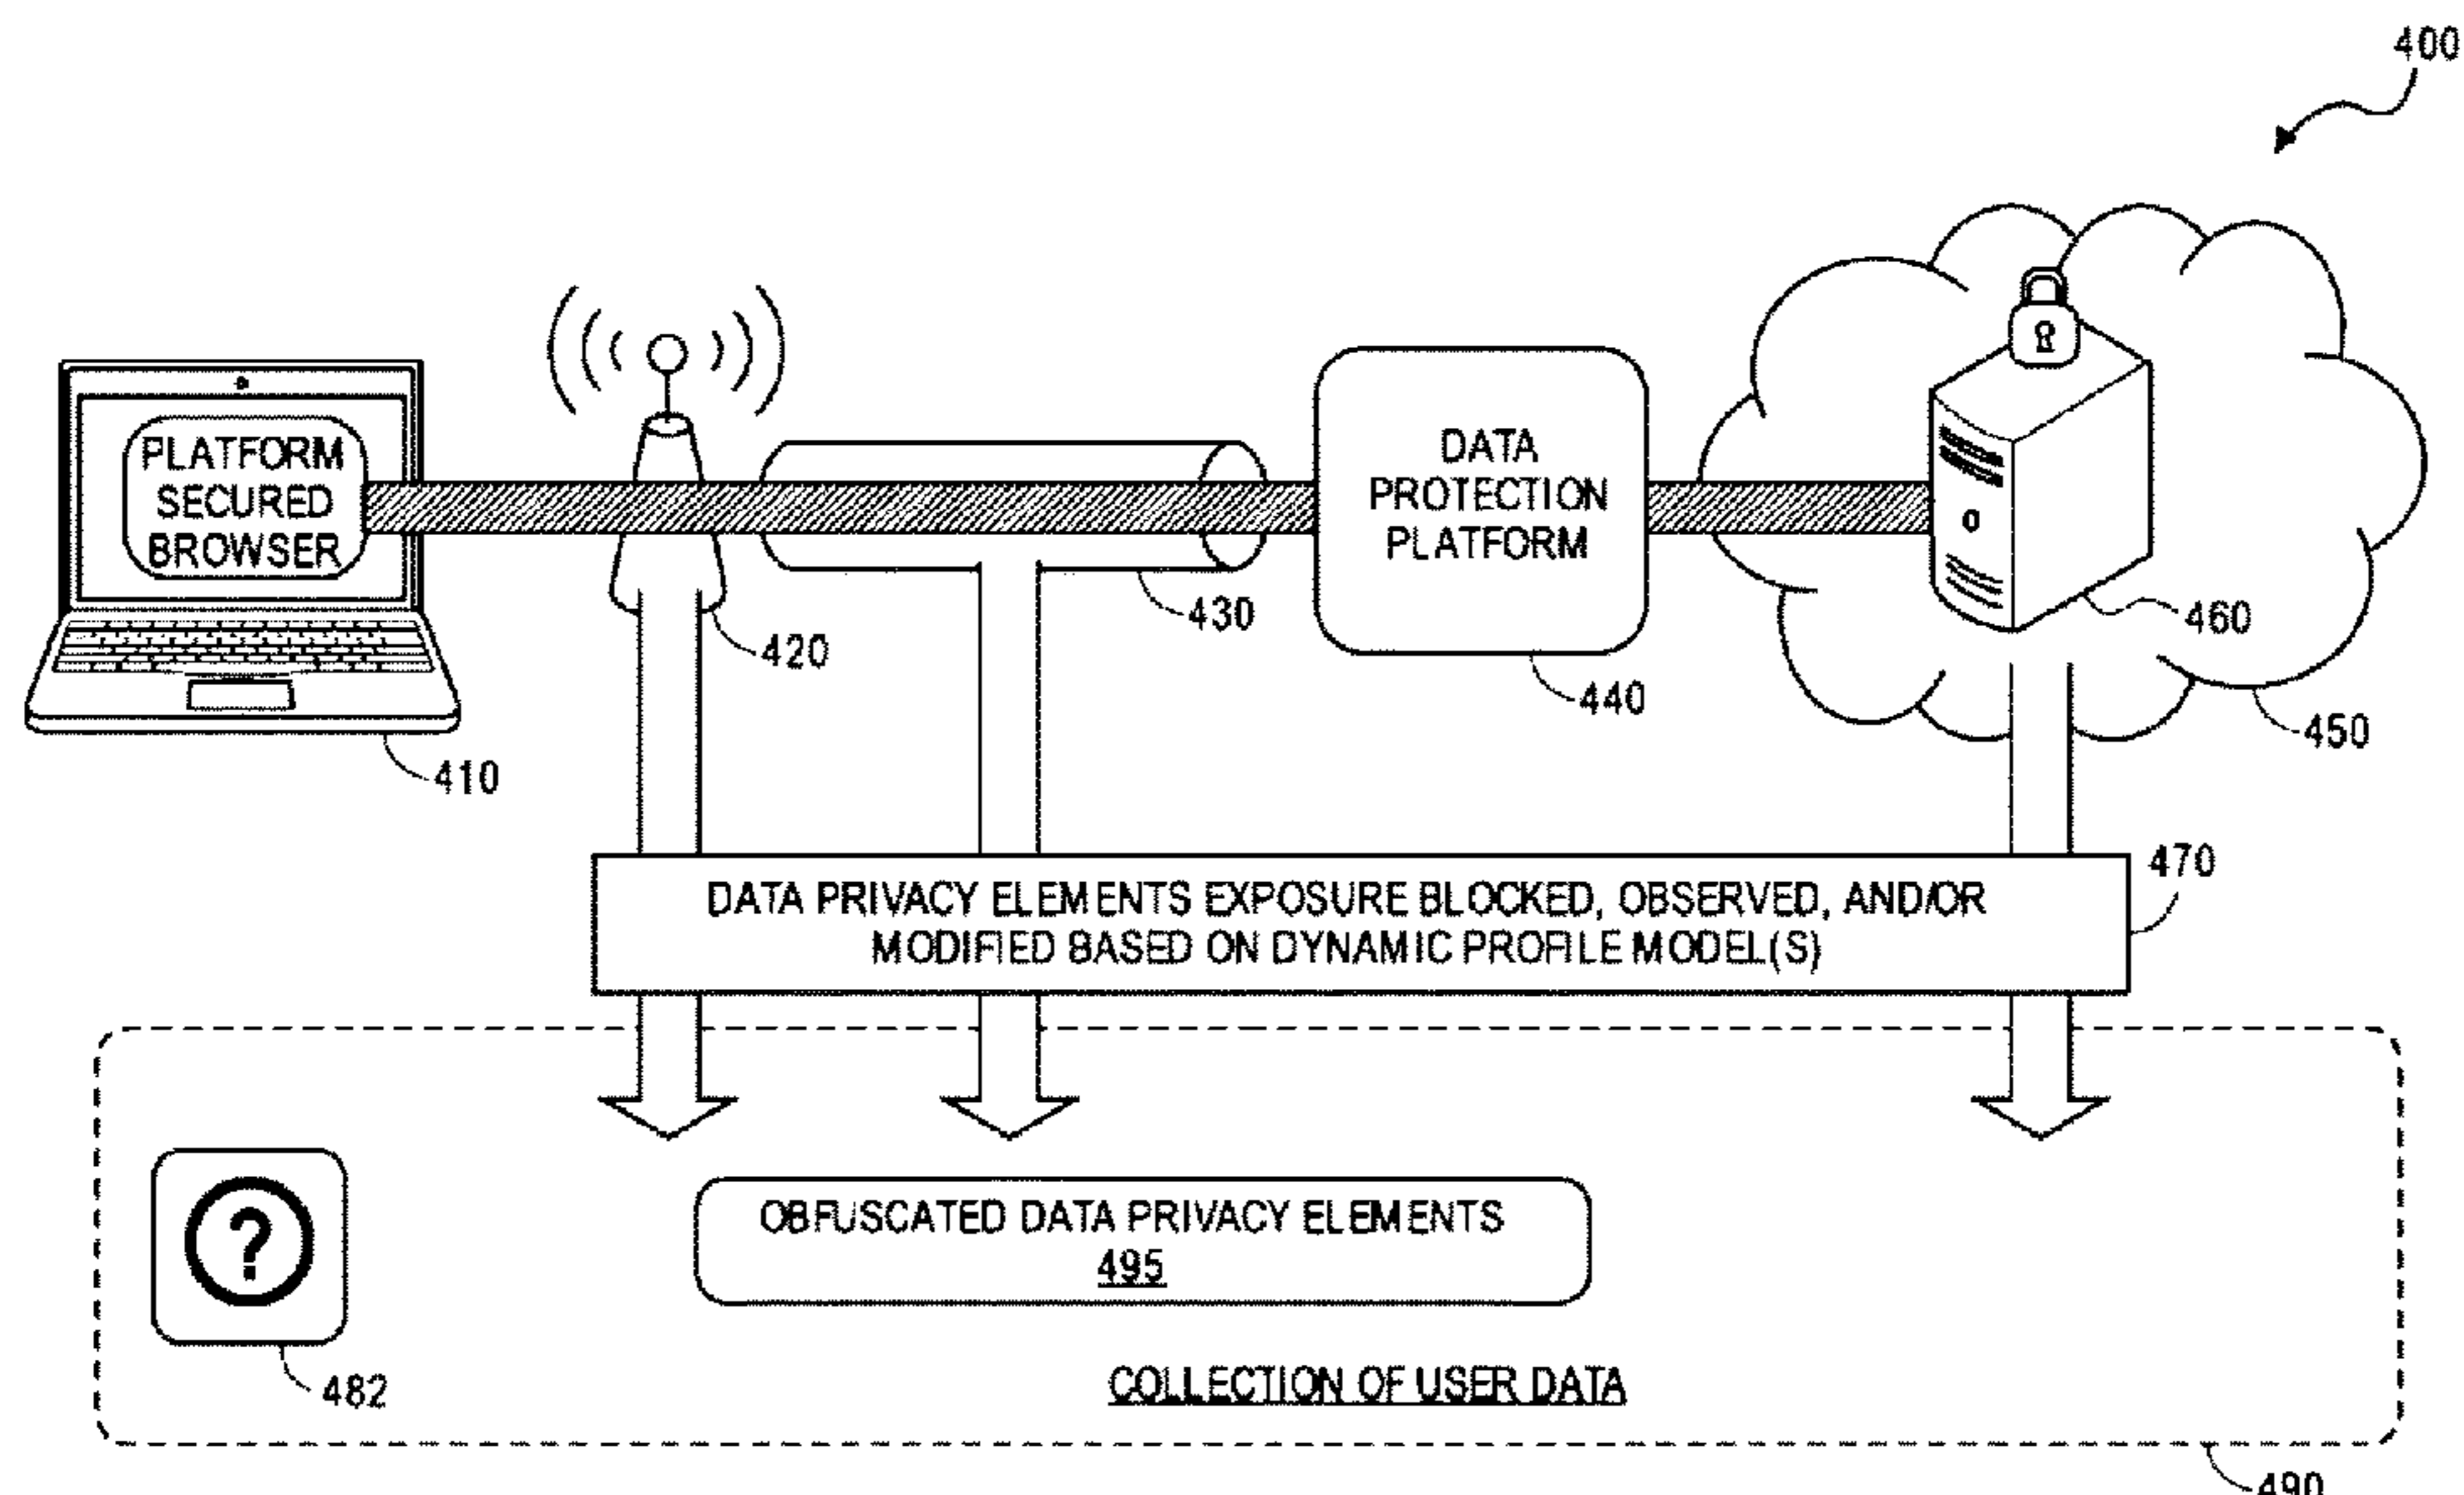 400
PLATFORM
SECURED
BROWSER
DATA
PROTECTION
PLATFORM
430
460
420
440
450
410
470
DATA PRIVACY ELEMENTS EXPOSURE BLOCKED, OBSERVED, AND/OR
MODIFIED BASED ON DYNAMIC PROFILE MODEL(S)
?
OBFUSCATED DATA PRIVACY ELEMENTS
495
482
COLLECTION OF USER DATA
490